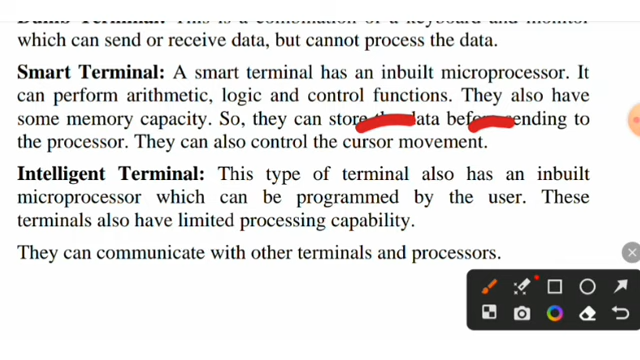 which can send or receive data, but cannot process the data.
Smart Terminal: A smart terminal has an inbuilt microprocessor. It
can perform arithmetic, logic and control functions. They also have
some memory capacity. So, they can to
the processor. They can also control the cursor movement.
Intelligent Terminal: This type of terminal also has an inbuilt
microprocessor which can be programmed by the user. These
terminals also have limited processing capability.
They can communicate with other terminals and processors.